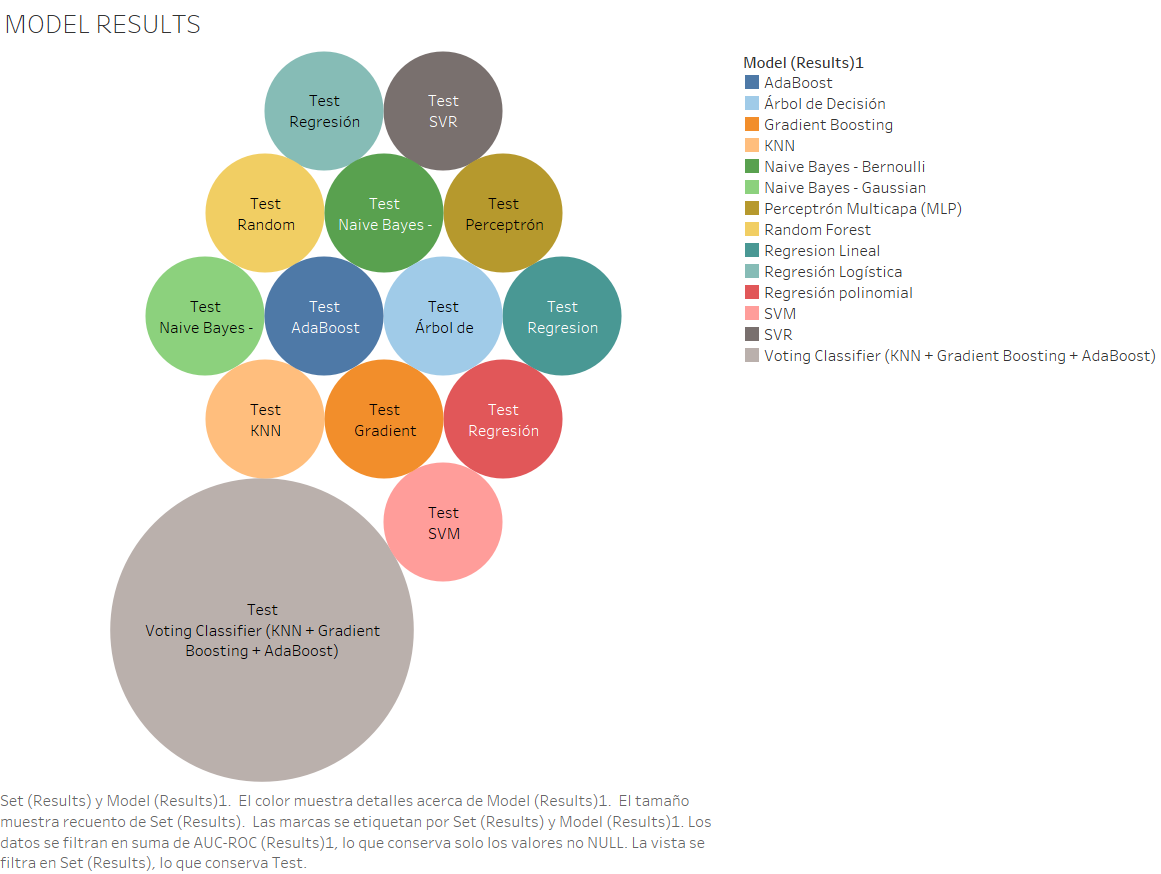 MODEL RESULTS
Test
Regresión
Test
SVR
Test
Random
Test
Naive Bayes -
Test
Perceptrón
Test
Naive Bayes -
Test
AdaBoost
Test
Árbol de
Test
Regresion
Test
KNN
Test
Gradient
Test
Regresión
Test
SVM
Test
Voting Classifier (KNN + Gradient
Boosting + AdaBoost)
Model (Results)1
AdaBoost
Árbol de Decisión
Gradient Boosting
KNN
Naive Bayes - Bernoulli
Naive Bayes - Gaussian
Perceptrón Multicapa (MLP)
Random Forest
Regresion Lineal
Regresión Logística
Regresión polinomial
SVM
SVR
Voting Classifier (KNN + Gradient Boosting + AdaBoost)
Set (Results) y Model (Results)1.  El color muestra detalles acerca de Model (Results)1.  El tamaño
muestra recuento de Set (Results).  Las marcas se etiquetan por Set (Results) y Model (Results)1. Los
datos se filtran en suma de AUC-ROC (Results)1, lo que conserva solo los valores no NULL. La vista se
filtra en Set (Results), lo que conserva Test.